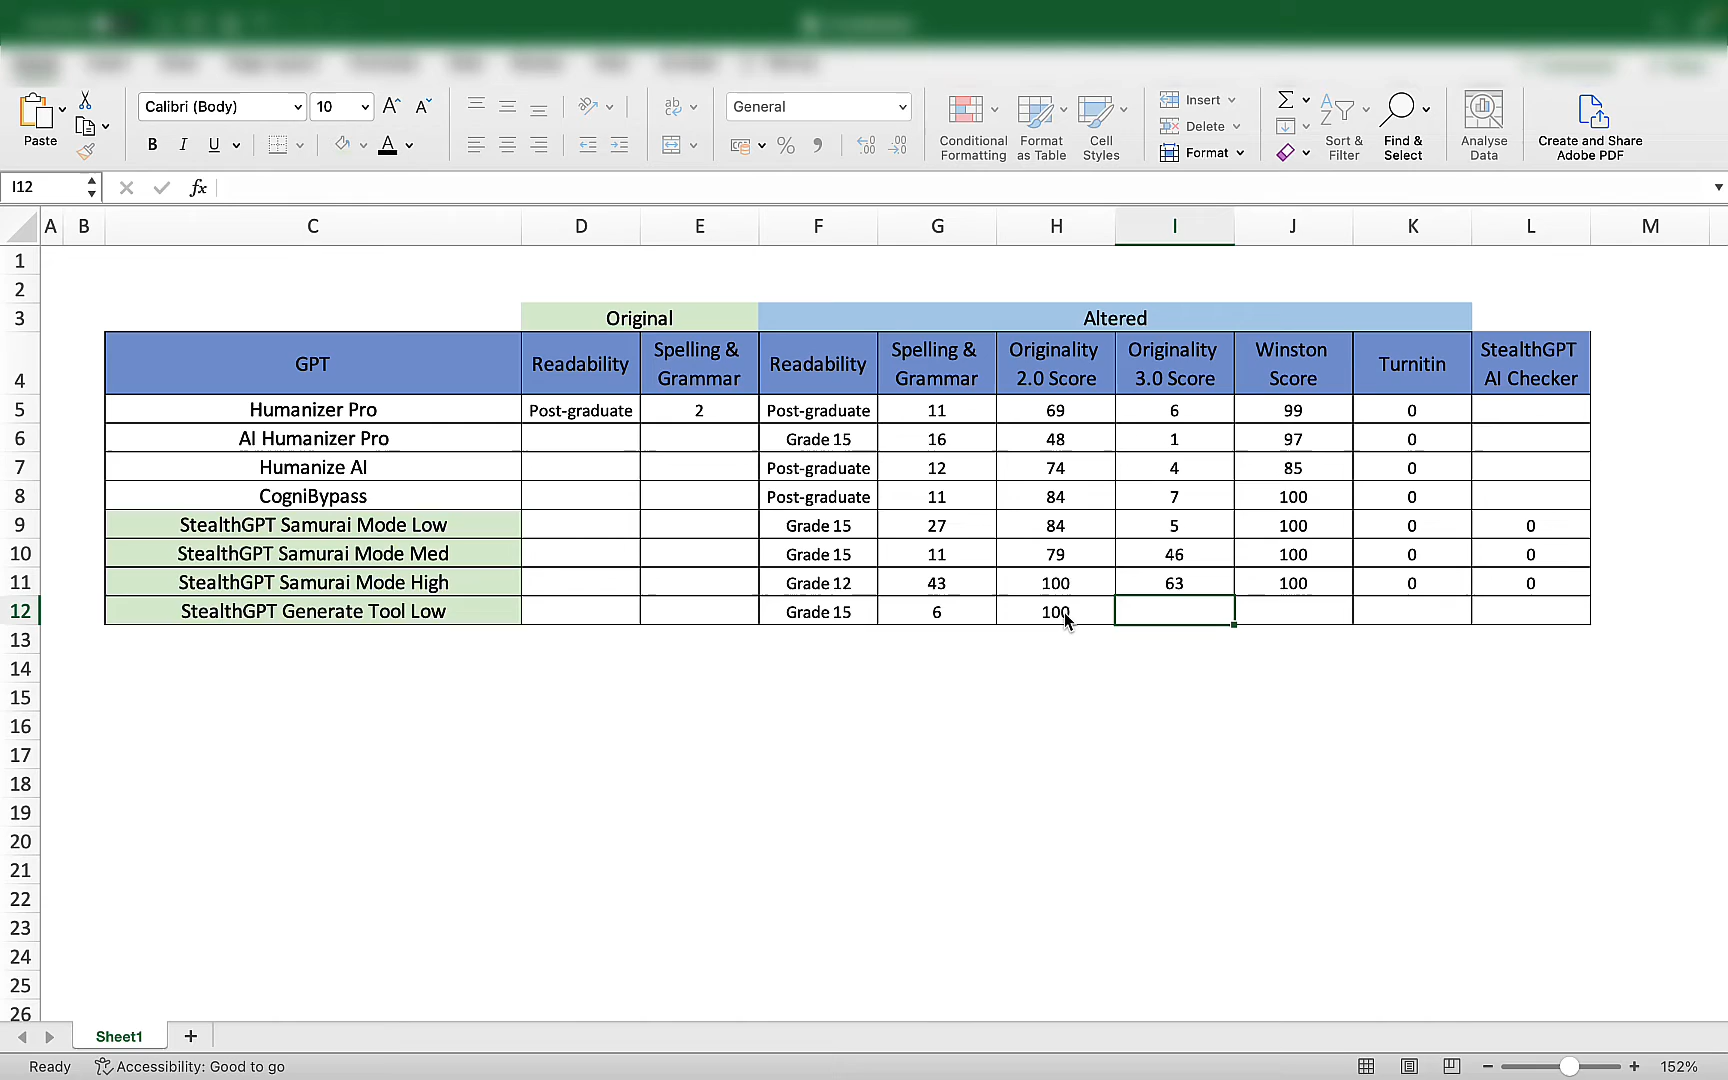 Calibri (Body)
10
General
Insert
Delete
Format
Paste
B I U
Conditional Formatting
Format as Table
Cell Styles
Sort & Filter
Find & Select
Analyse Data
Create and Share Adobe PDF
I12
fx
A B C D E F G H I J K L M
1
2
3 Original Altered
4 GPT Readability Spelling & Grammar Readability Spelling & Grammar Originality 2.0 Score Originality 3.0 Score Winston Score Turnitin StealthGPT AI Checker
5 Humanizer Pro Post-graduate 2 Post-graduate 11 69 6 99 0
6 AI Humanizer Pro Grade 15 16 48 1 97 0
7 Humanize AI Post-graduate 12 74 4 85 0
8 CogniBypass Post-graduate 11 84 7 100 0
9 StealthGPT Samurai Mode Low Grade 15 27 84 5 100 0 0
10 StealthGPT Samurai Mode Med Grade 15 11 79 46 100 0 0
11 StealthGPT Samurai Mode High Grade 12 43 100 63 100 0 0
12 StealthGPT Generate Tool Low Grade 15 6 100
13
14
15
16
17
18
19
20
21
22
23
24
25
26
Sheet1
Ready
Accessibility: Good to go
152%